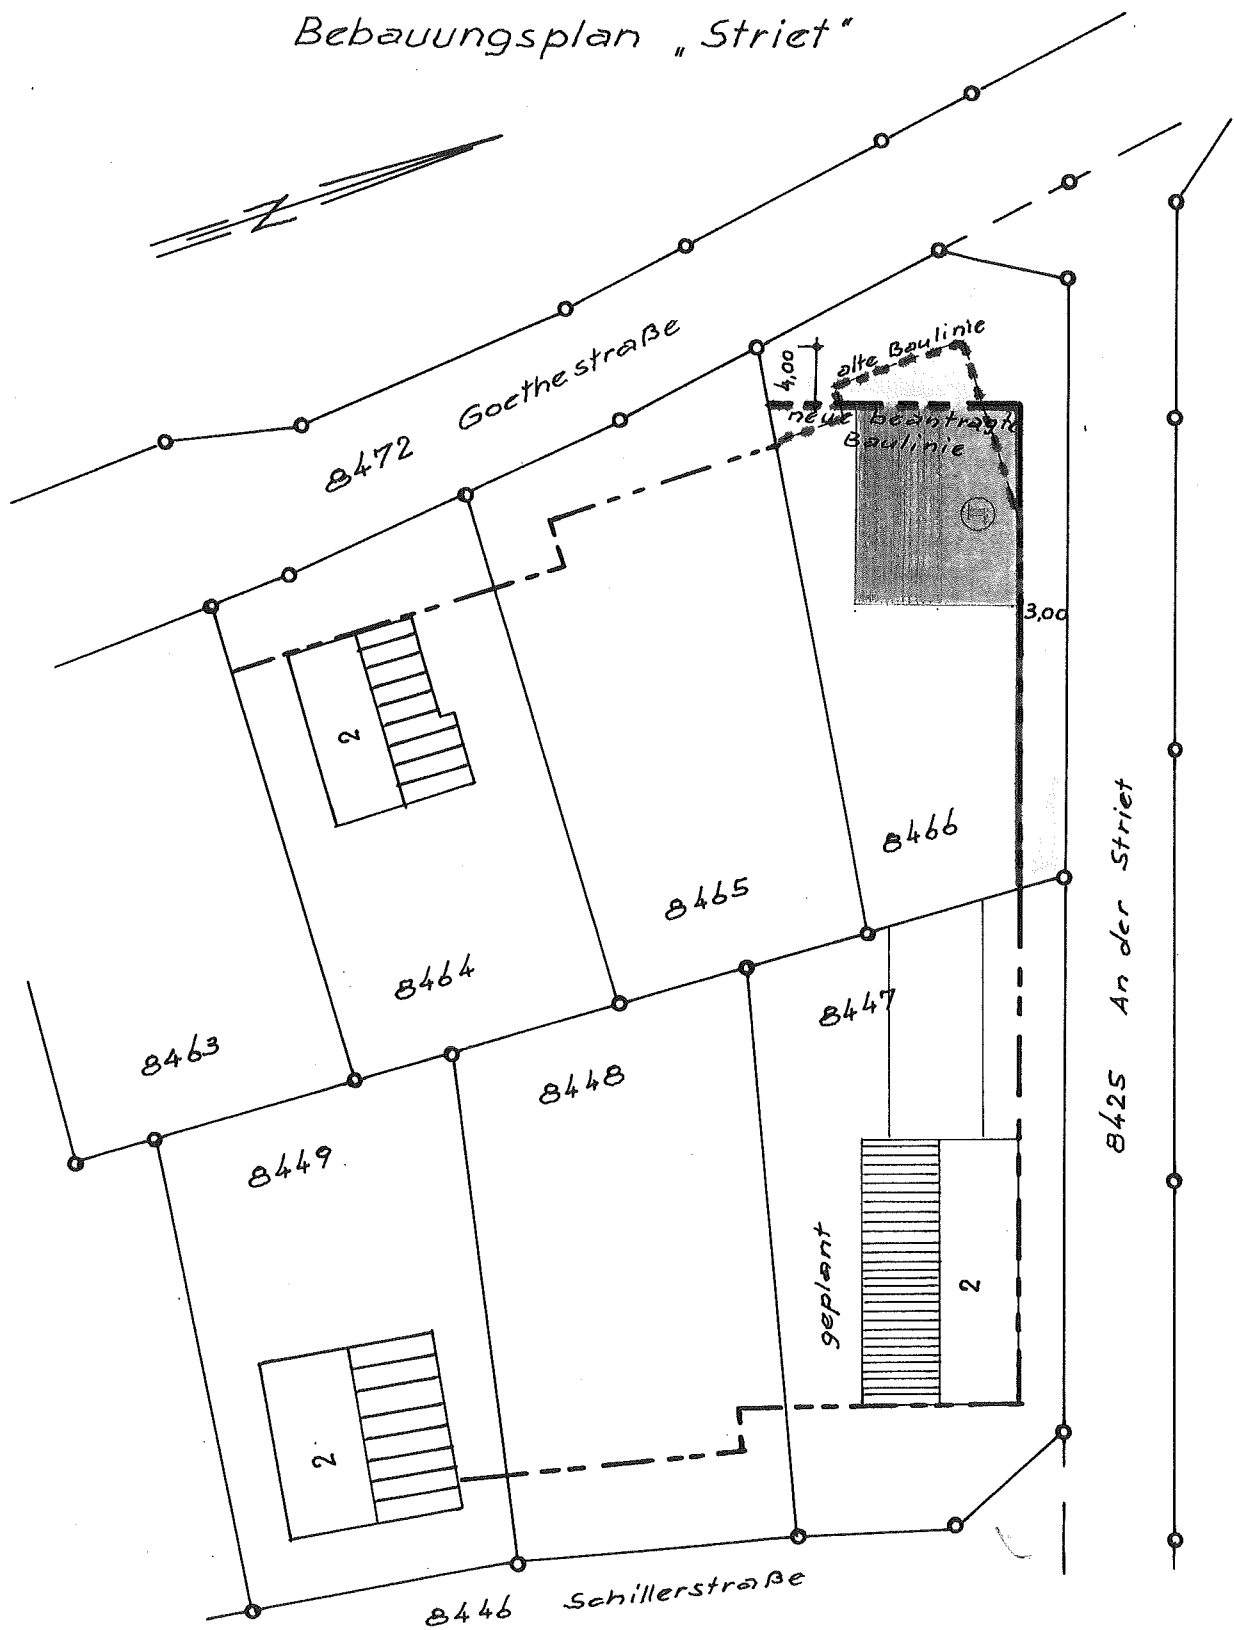 Bebauungsplan „Striet“
N
Goethestraße
8472
4,00
alte Baulinie
neue beantragte
Baulinie
II
3,00
2
8466
8465
8464
8463
An der Striet
8425
8447
8448
8449
geplant
2
2
8446 Schillerstraße